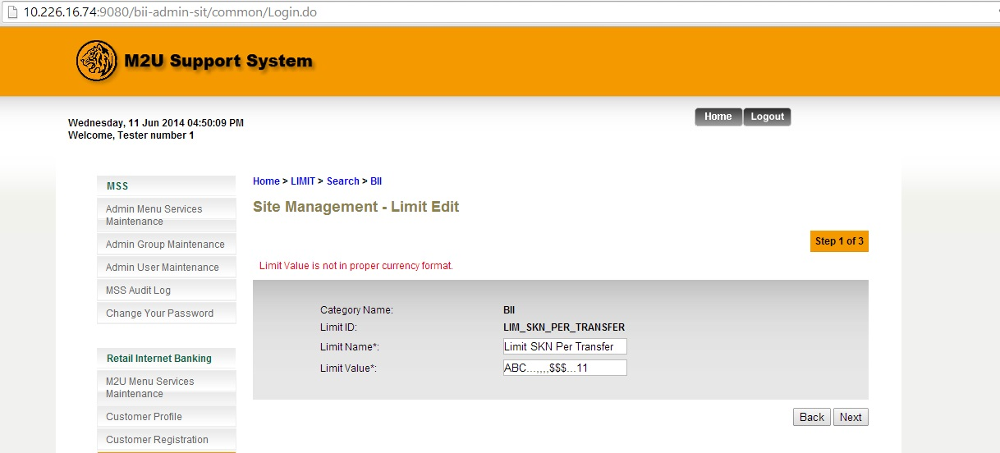 10.226.16.74:9080/bii-admin-sit/common/Login.do
M2U Support System
Wednesday, 11 Jun 2014 04:50:09 PM
Welcome, Tester number 1
Home Logout
MSS
Admin Menu Services
Maintenance
Admin Group Maintenance
Admin User Maintenance
MSS Audit Log
Change Your Password
Retail Internet Banking
M2U Menu Services
Maintenance
Customer Profile
Customer Registration
Home > LIMIT > Search > BII
Site Management - Limit Edit
Step 1 of 3
Limit Value is not in proper currency format.
Category Name: BII
Limit ID: LIM_SKN_PER_TRANSFER
Limit Name*: Limit SKN Per Transfer
Limit Value*: ABC...,,,,$$$...11
Back Next